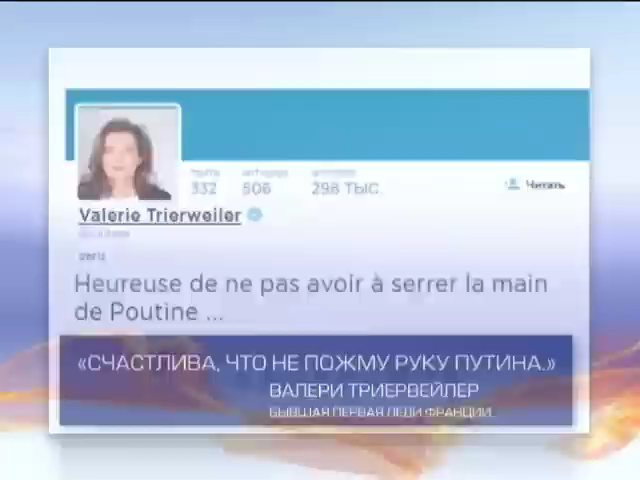 332 506 298 ТЫС.
Читать
Valerie Trierweiler
Heureuse de ne pas avoir à serrer la main
de Poutine ...
«СЧАСТЛИВА, ЧТО НЕ ПОЖМУ РУКУ ПУТИНА.»
ВАЛЕРИ ТРИЕРВЕЙЛЕР
БЫВШАЯ ПЕРВАЯ ЛЕДИ ФРАНЦИИ